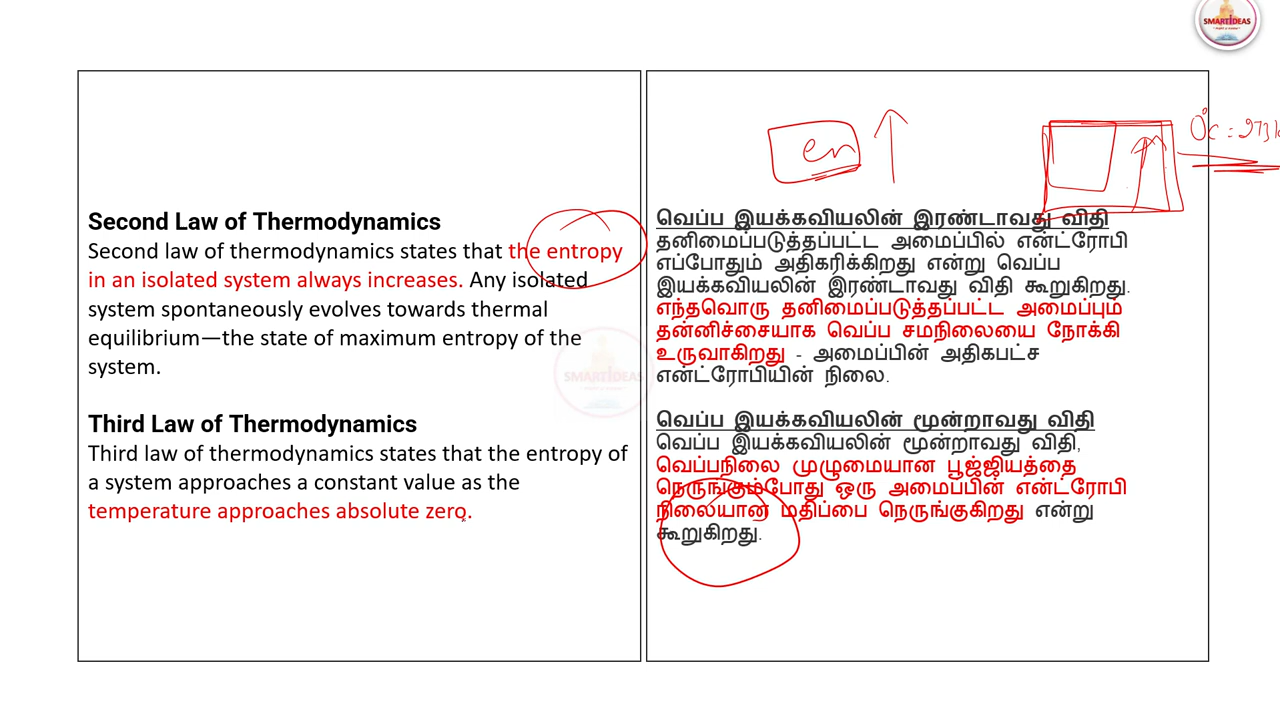 SMARTIDEAS
en
0°c = 273k
Second Law of Thermodynamics
Second law of thermodynamics states that the entropy
in an isolated system always increases. Any isolated
system spontaneously evolves towards thermal
equilibrium—the state of maximum entropy of the
system.
Third Law of Thermodynamics
Third law of thermodynamics states that the entropy of
a system approaches a constant value as the
temperature approaches absolute zero.
வெப்ப இயக்கவியலின் இரண்டாவது விதி
தனிமைப்படுத்தப்பட்ட அமைப்பில் என்ட்ரோபி
எப்போதும் அதிகரிக்கிறது என்று வெப்ப
இயக்கவியலின் இரண்டாவது விதி கூறுகிறது.
எந்தவொரு தனிமைப்படுத்தப்பட்ட அமைப்பும்
தன்னிச்சையாக வெப்ப சமநிலையை நோக்கி
உருவாகிறது - அமைப்பின் அதிகபட்ச
என்ட்ரோபியின் நிலை.
வெப்ப இயக்கவியலின் மூன்றாவது விதி
வெப்ப இயக்கவியலின் மூன்றாவது விதி,
வெப்பநிலை முழுமையான பூஜ்ஜியத்தை
நெருங்கும்போது ஒரு அமைப்பின் என்ட்ரோபி
நிலையான மதிப்பை நெருங்குகிறது என்று
கூறுகிறது.
SMARTIDEAS